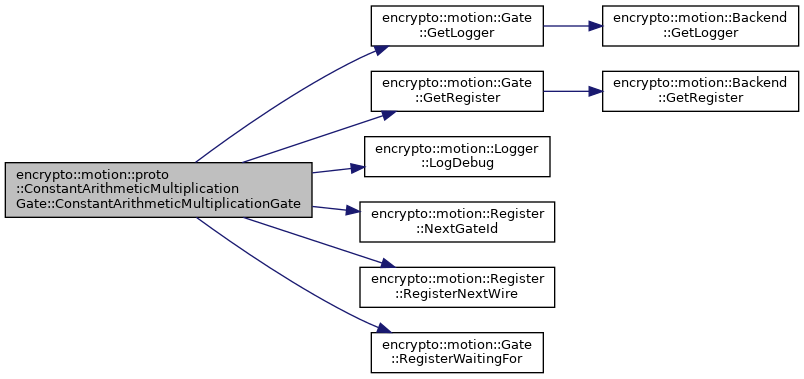 encrypto::motion::Gate
::GetLogger
encrypto::motion::Backend
::GetLogger
encrypto::motion::Gate
::GetRegister
encrypto::motion::Backend
::GetRegister
encrypto::motion::Logger
::LogDebug
encrypto::motion::proto
::ConstantArithmeticMultiplication
Gate::ConstantArithmeticMultiplicationGate
encrypto::motion::Register
::NextGateId
encrypto::motion::Register
::RegisterNextWire
encrypto::motion::Gate
::RegisterWaitingFor